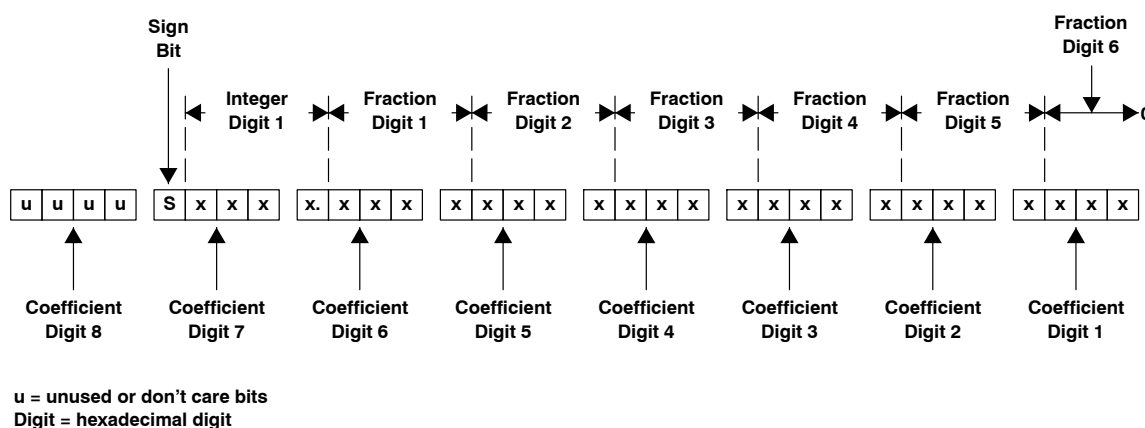 Sign
Bit
Fraction
Digit 6
Integer
Digit 1
Fraction
Digit 1
Fraction
Digit 2
Fraction
Digit 3
Fraction
Digit 4
Fraction
Digit 5
0
u u u u S x x x x. x x x x x x x x x x x x x x x x x x x x x x x
Coefficient
Digit 8
Coefficient
Digit 7
Coefficient
Digit 6
Coefficient
Digit 5
Coefficient
Digit 4
Coefficient
Digit 3
Coefficient
Digit 2
Coefficient
Digit 1
u = unused or don’t care bits
Digit = hexadecimal digit